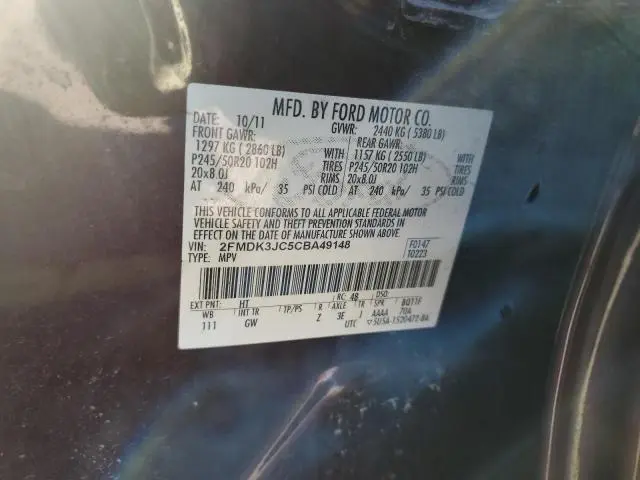 MFD. BY FORD MOTOR CO.
DATE: 10/11 GVWR: 2440 KG ( 5380 LB)
FRONT GAWR: REAR GAWR:
1297 KG ( 2860 LB) WITH 1157 KG ( 2550 LB) WITH
P245/50R20 102H TIRES P245/50R20 102H TIRES
20x8.0J RIMS 20x8.0J RIMS
AT 240 kPa/ 35 PSI COLD AT 240 kPa/ 35 PSI COLD
THIS VEHICLE CONFORMS TO ALL APPLICABLE FEDERAL MOTOR
VEHICLE SAFETY AND THEFT PREVENTION STANDARDS IN
EFFECT ON THE DATE OF MANUFACTURE SHOWN ABOVE.
VIN: 2FMDK3JC5CBA49148 F0147
TYPE: MPV T0223
EXT PNT: HT RC: 48 DSO:
WB INT TR TP/PS R AXLE TR SPR BQ11F
111 GW Z 3E J AAAA 70A
UTC